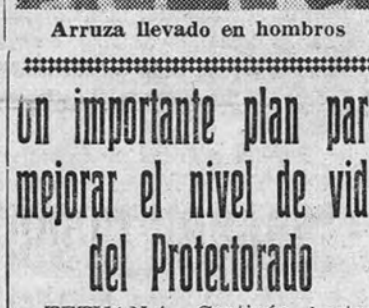 Arruza llevado en hombros
Un importante plan par
mejorar el nivel de vid
del Protectorado